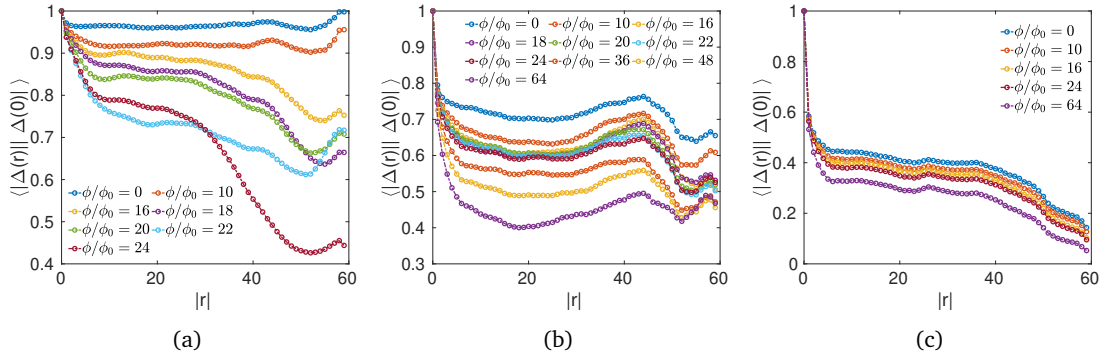 1
0.9
0.8
0.7
0.6
0.5
0.4
0 20 40 60
|r|
⟨|Δ(r)|| Δ(0)| ⟩
ϕ/ϕ₀ = 0 ϕ/ϕ₀ = 10
ϕ/ϕ₀ = 16 ϕ/ϕ₀ = 18
ϕ/ϕ₀ = 20 ϕ/ϕ₀ = 22
ϕ/ϕ₀ = 24
(a)
1
0.9
0.8
0.7
0.6
0.5
0.4
0.3
0 20 40 60
|r|
⟨|Δ(r)|| Δ(0)| ⟩
ϕ/ϕ₀ = 0 ϕ/ϕ₀ = 10 ϕ/ϕ₀ = 16
ϕ/ϕ₀ = 18 ϕ/ϕ₀ = 20 ϕ/ϕ₀ = 22
ϕ/ϕ₀ = 24 ϕ/ϕ₀ = 36 ϕ/ϕ₀ = 48
ϕ/ϕ₀ = 64
(b)
1
0.8
0.6
0.4
0.2
0
0 20 40 60
|r|
⟨|Δ(r)|| Δ(0)| ⟩
ϕ/ϕ₀ = 0
ϕ/ϕ₀ = 10
ϕ/ϕ₀ = 16
ϕ/ϕ₀ = 24
ϕ/ϕ₀ = 64
(c)